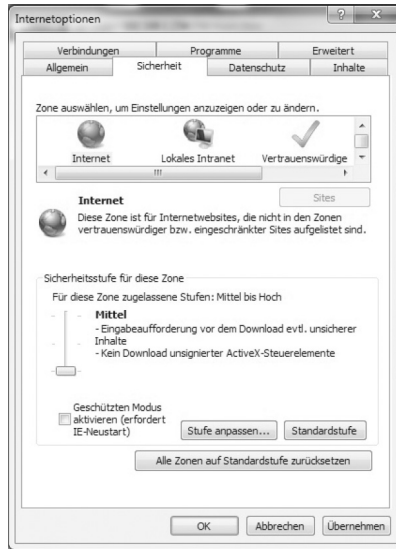 Internetoptionen
Verbindungen Programme Erweitert
Allgemein Sicherheit Datenschutz Inhalte
Zone auswählen, um Einstellungen anzuzeigen oder zu ändern.
Internet Lokales Intranet Vertrauenswürdige
Internet
Sites
Diese Zone ist für Internetwebsites, die nicht in den Zonen
vertrauenswürdiger bzw. eingeschränkter Sites aufgelistet sind.
Sicherheitsstufe für diese Zone
Für diese Zone zugelassene Stufen: Mittel bis Hoch
Mittel
- Eingabeaufforderung vor dem Download evtl. unsicherer
Inhalte
- Kein Download unsignierter ActiveX-Steuerelemente
Geschützten Modus
aktivieren (erfordert
IE-Neustart)
Stufe anpassen... Standardstufe
Alle Zonen auf Standardstufe zurücksetzen
OK Abbrechen Übernehmen